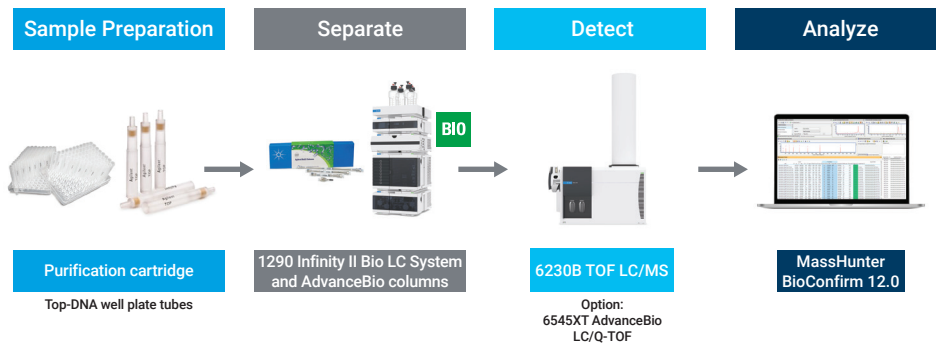 Sample Preparation
Separate
Detect
Analyze
BIO
Purification cartridge
Top-DNA well plate tubes
1290 Infinity II Bio LC System
and AdvanceBio columns
6230B TOF LC/MS
Option:
6545XT AdvanceBio
LC/Q-TOF
MassHunter
BioConfirm 12.0